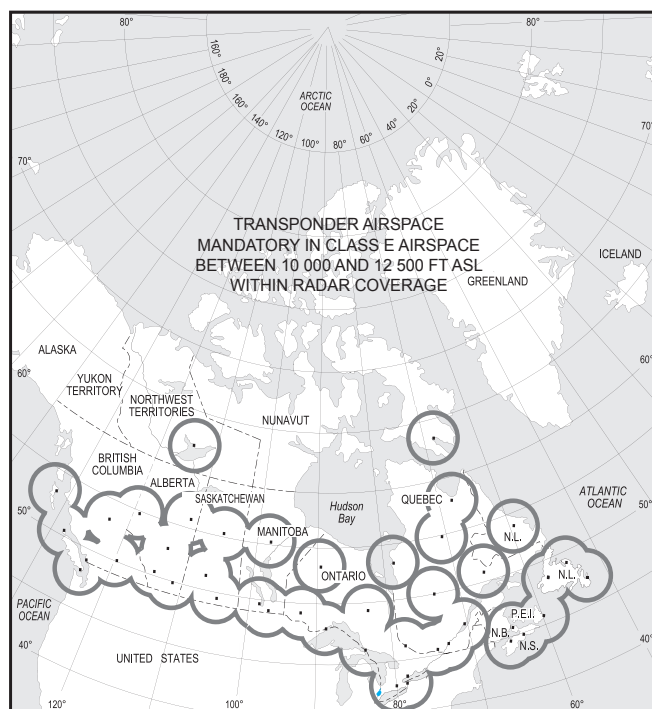 80°
80°
160°
180°
160°
140°
120°
100°
80°
60°
40°
20°
0°
20°
ARCTIC
OCEAN
70°
70°
TRANSPONDER AIRSPACE
MANDATORY IN CLASS E AIRSPACE
BETWEEN 10 000 AND 12 500 FT ASL
WITHIN RADAR COVERAGE
ICELAND
GREENLAND
ALASKA
60°
60°
YUKON
TERRITORY
NORTHWEST
TERRITORIES
NUNAVUT
BRITISH
COLUMBIA
ALBERTA
SASKATCHEWAN
Hudson
Bay
QUEBEC
ATLANTIC
OCEAN
50°
50°
MANITOBA
N.L.
ONTARIO
N.L.
PACIFIC
OCEAN
P.E.I.
N.B.
N.S.
40°
40°
UNITED STATES
120°
100°
80°
60°